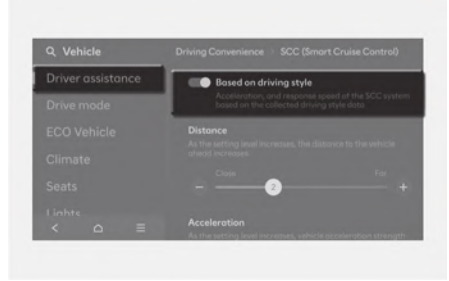 Vehicle
Driving Convenience > SCC (Smart Cruise Control)
Driver assistance
Drive mode
ECO Vehicle
Climate
Seats
Lights
Based on driving style
Acceleration, and response speed of the SCC system
based on the collected driving style data
Distance
As the setting level increases, the distance to the vehicle
ahead increases.
Close
Far
2
Acceleration
As the setting level increases, vehicle acceleration strength